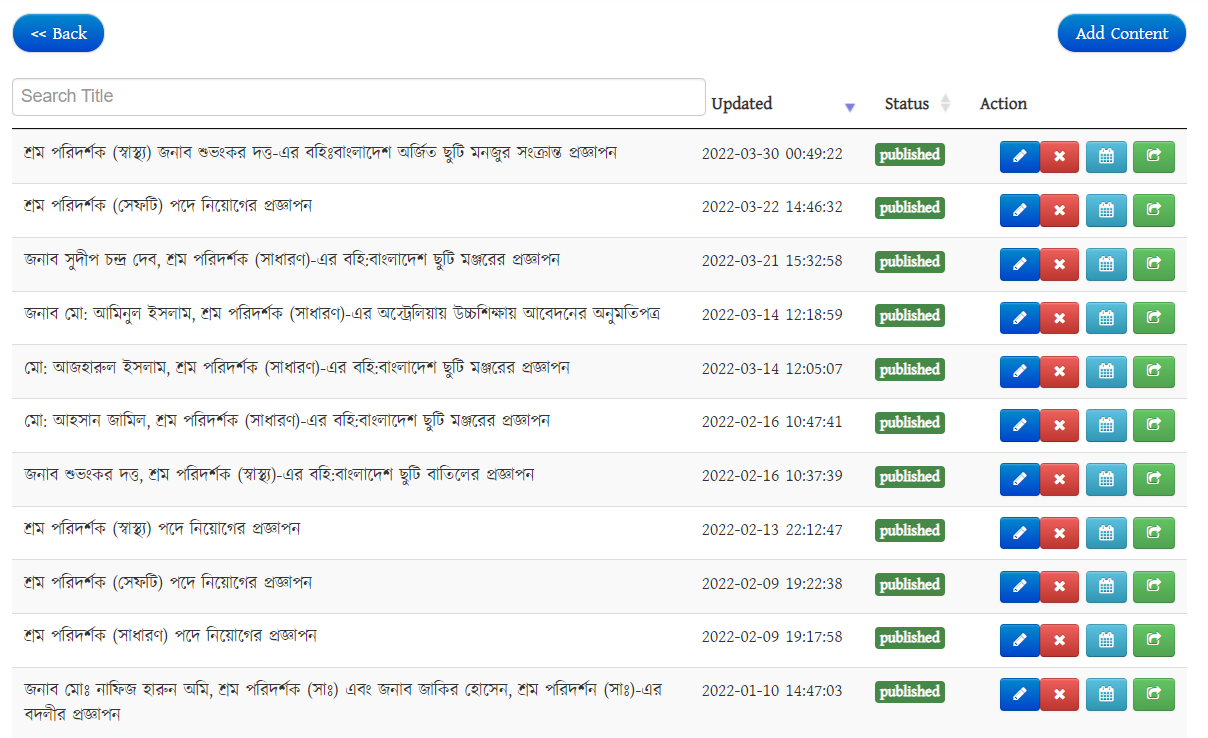 << Back Add Content
Search Title Updated Status Action
শ্রম পরিদর্শক (স্বাস্থ্য) জনাব শুভংকর দত্ত-এর বহিঃবাংলাদেশ অর্জিত ছুটি মনজুর সংক্রান্ত প্রজ্ঞাপন 2022-03-30 00:49:22 published
শ্রম পরিদর্শক (সেফটি) পদে নিয়োগের প্রজ্ঞাপন 2022-03-22 14:46:32 published
জনাব সুদীপ চন্দ্র দেব, শ্রম পরিদর্শক (সাধারণ)-এর বহি:বাংলাদেশ ছুটি মঞ্জরের প্রজ্ঞাপন 2022-03-21 15:32:58 published
জনাব মো: আমিনুল ইসলাম, শ্রম পরিদর্শক (সাধারণ)-এর অস্ট্রেলিয়ায় উচ্চশিক্ষায় আবেদনের অনুমতিপত্র 2022-03-14 12:18:59 published
মো: আজহারুল ইসলাম, শ্রম পরিদর্শক (সাধারণ)-এর বহি:বাংলাদেশ ছুটি মঞ্জরের প্রজ্ঞাপন 2022-03-14 12:05:07 published
মো: আহসান জামিল, শ্রম পরিদর্শক (সাধারণ)-এর বহি:বাংলাদেশ ছুটি মঞ্জরের প্রজ্ঞাপন 2022-02-16 10:47:41 published
জনাব শুভংকর দত্ত, শ্রম পরিদর্শক (স্বাস্থ্য)-এর বহি:বাংলাদেশ ছুটি বাতিলের প্রজ্ঞাপন 2022-02-16 10:37:39 published
শ্রম পরিদর্শক (স্বাস্থ্য) পদে নিয়োগের প্রজ্ঞাপন 2022-02-13 22:12:47 published
শ্রম পরিদর্শক (সেফটি) পদে নিয়োগের প্রজ্ঞাপন 2022-02-09 19:22:38 published
শ্রম পরিদর্শক (সাধারণ) পদে নিয়োগের প্রজ্ঞাপন 2022-02-09 19:17:58 published
জনাব মোঃ নাফিজ হারুন অমি, শ্রম পরিদর্শক (সাঃ) এবং জনাব জাকির হোসেন, শ্রম পরিদর্শন (সাঃ)-এর 2022-01-10 14:47:03 published
বদলীর প্রজ্ঞাপন